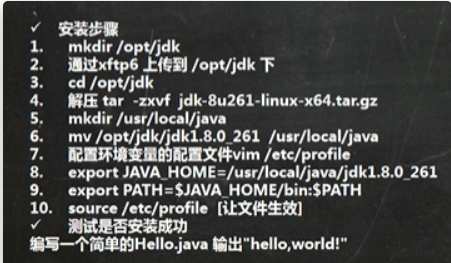 ✓ 安装步骤
1. mkdir /opt/jdk
2. 通过xftp6 上传到 /opt/jdk 下
3. cd /opt/jdk
4. 解压 tar -zxvf jdk-8u261-linux-x64.tar.gz
5. mkdir /usr/local/java
6. mv /opt/jdk/jdk1.8.0_261 /usr/local/java
7. 配置环境变量的配置文件vim /etc/profile
8. export JAVA_HOME=/usr/local/java/jdk1.8.0_261
9. export PATH=$JAVA_HOME/bin:$PATH
10. source /etc/profile [让文件生效]
✓ 测试是否安装成功
编写一个简单的Hello.java 输出"hello,world!"